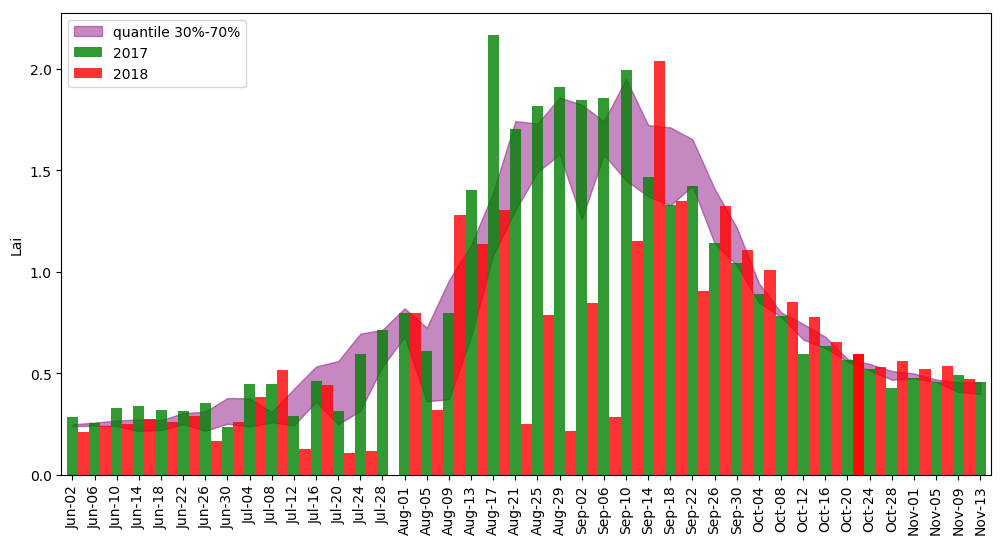 quantile 30%-70%
2017
2018
Lai
2.0
1.5
1.0
0.5
0.0
Jun-02
Jun-06
Jun-10
Jun-14
Jun-18
Jun-22
Jun-26
Jun-30
Jul-04
Jul-08
Jul-12
Jul-16
Jul-20
Jul-24
Jul-28
Aug-01
Aug-05
Aug-09
Aug-13
Aug-17
Aug-21
Aug-25
Aug-29
Sep-02
Sep-06
Sep-10
Sep-14
Sep-18
Sep-22
Sep-26
Sep-30
Oct-04
Oct-08
Oct-12
Oct-16
Oct-20
Oct-24
Oct-28
Nov-01
Nov-05
Nov-09
Nov-13